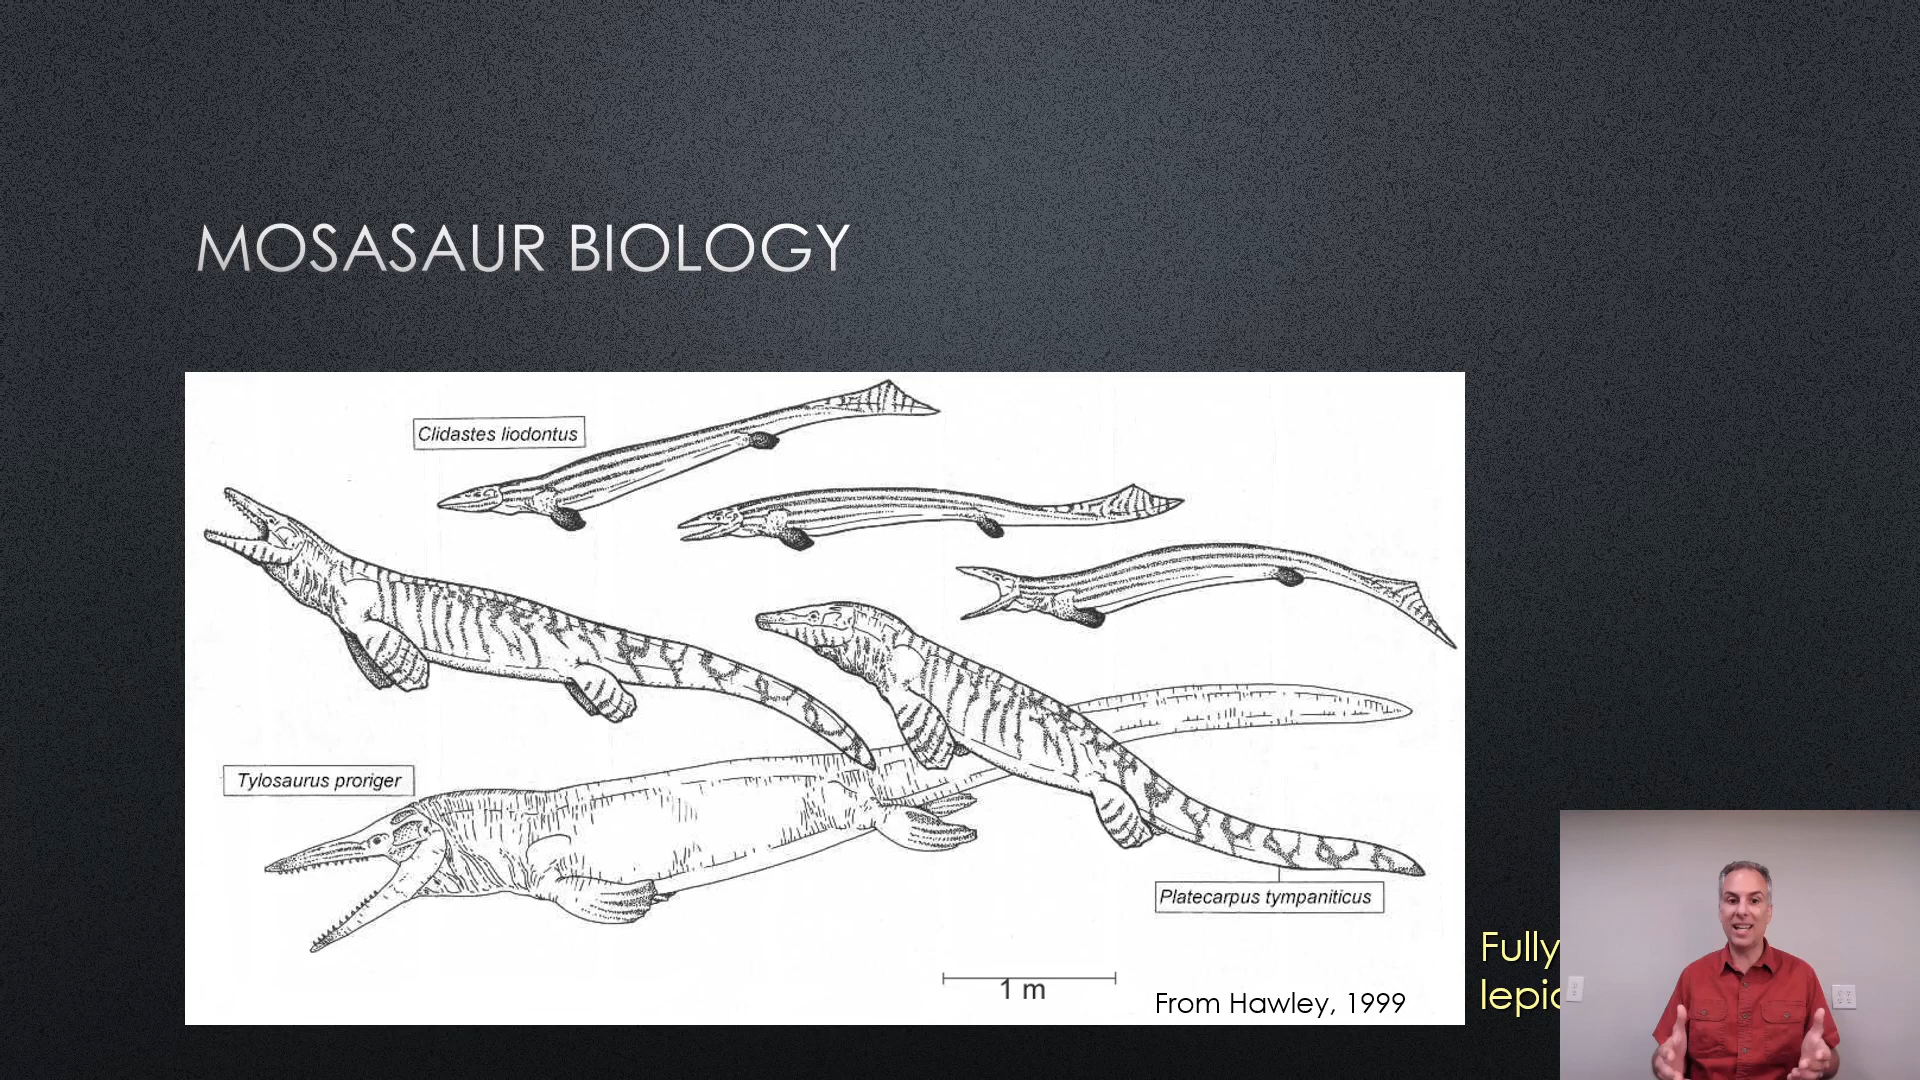 MOSASAUR BIOLOGY
Clidastes liodontus
Tylosaurus proriger
Platecarpus tympaniticus
1 m
From Hawley, 1999
Fully